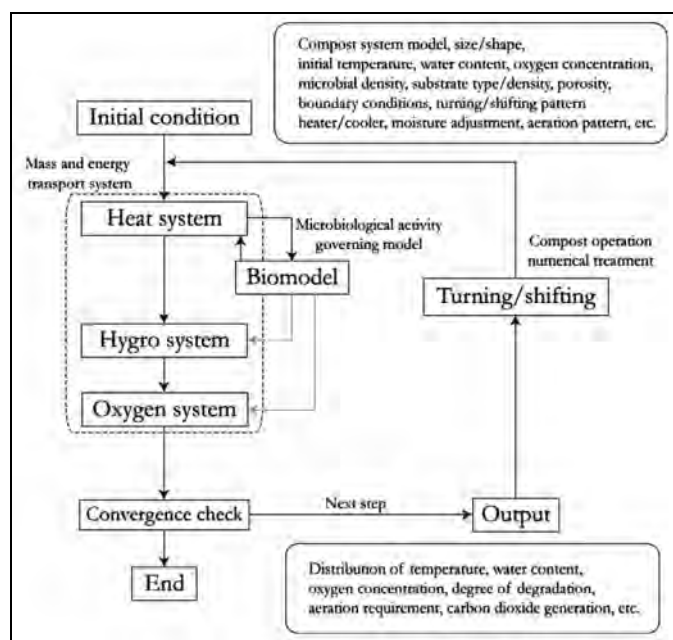 Compost system model, size/shape,
initial temperature, water content, oxygen concentration,
microbial density, substrate type/density, porosity,
boundary conditions, turning/shifting pattern
heater/cooler, moisture adjustment, aeration pattern, etc.
Initial condition
Mass and energy
transport system
Heat system
Microbiological activity
governing model
Biomodel
Compost operation
numerical treatment
Turning/shifting
Hygro system
Oxygen system
Convergence check
Next step
Output
End
Distribution of temperature, water content,
oxygen concentration, degree of degradation,
aeration requirement, carbon dioxide generation, etc.